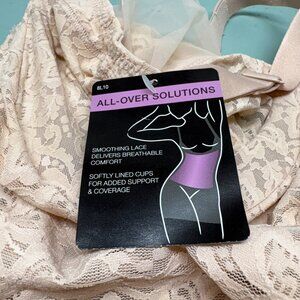 8L10
ALL-OVER SOLUTIONS
SMOOTHING LACE
DELIVERS BREATHABLE
COMFORT
SOFTLY LINED CUPS
FOR ADDED SUPPORT
& COVERAGE